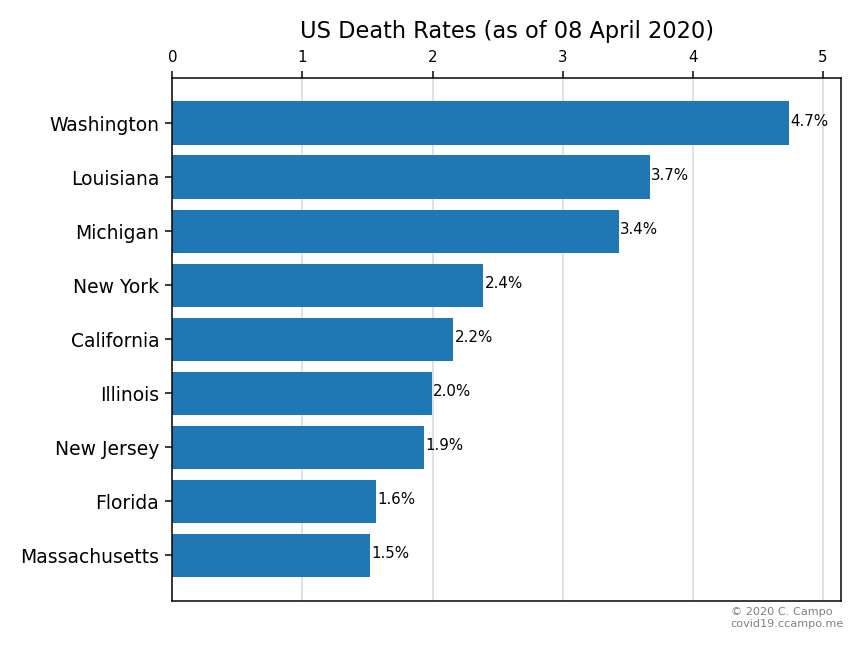 US Death Rates (as of 08 April 2020)
0 1 2 3 4 5
Washington 4.7%
Louisiana 3.7%
Michigan 3.4%
New York 2.4%
California 2.2%
Illinois 2.0%
New Jersey 1.9%
Florida 1.6%
Massachusetts 1.5%
© 2020 C. Campo
covid19.ccampo.me